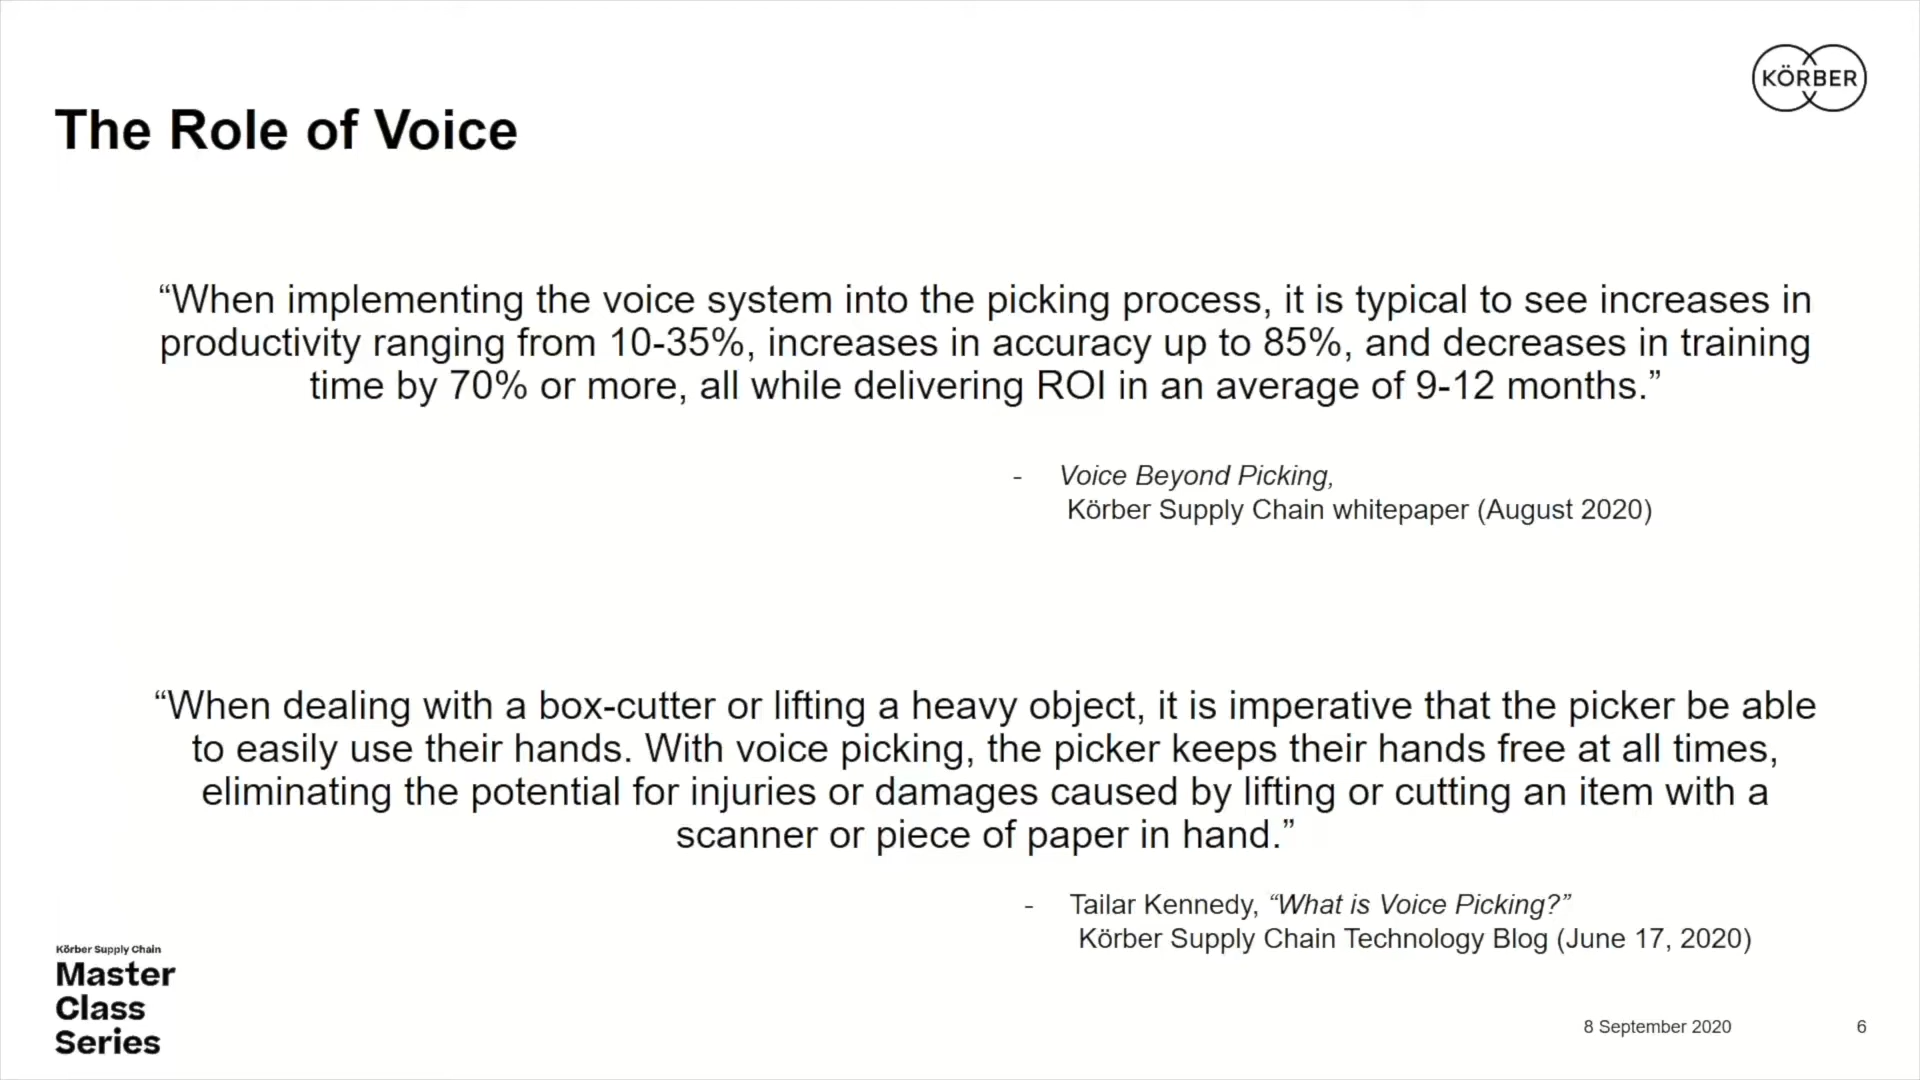 KÖRBER
The Role of Voice
“When implementing the voice system into the picking process, it is typical to see increases in
productivity ranging from 10-35%, increases in accuracy up to 85%, and decreases in training
time by 70% or more, all while delivering ROI in an average of 9-12 months.”
- Voice Beyond Picking,
Körber Supply Chain whitepaper (August 2020)
“When dealing with a box-cutter or lifting a heavy object, it is imperative that the picker be able
to easily use their hands. With voice picking, the picker keeps their hands free at all times,
eliminating the potential for injuries or damages caused by lifting or cutting an item with a
scanner or piece of paper in hand.”
- Tailar Kennedy, “What is Voice Picking?”
Körber Supply Chain Technology Blog (June 17, 2020)
Körber Supply Chain
Master
Class
Series
8 September 2020 6